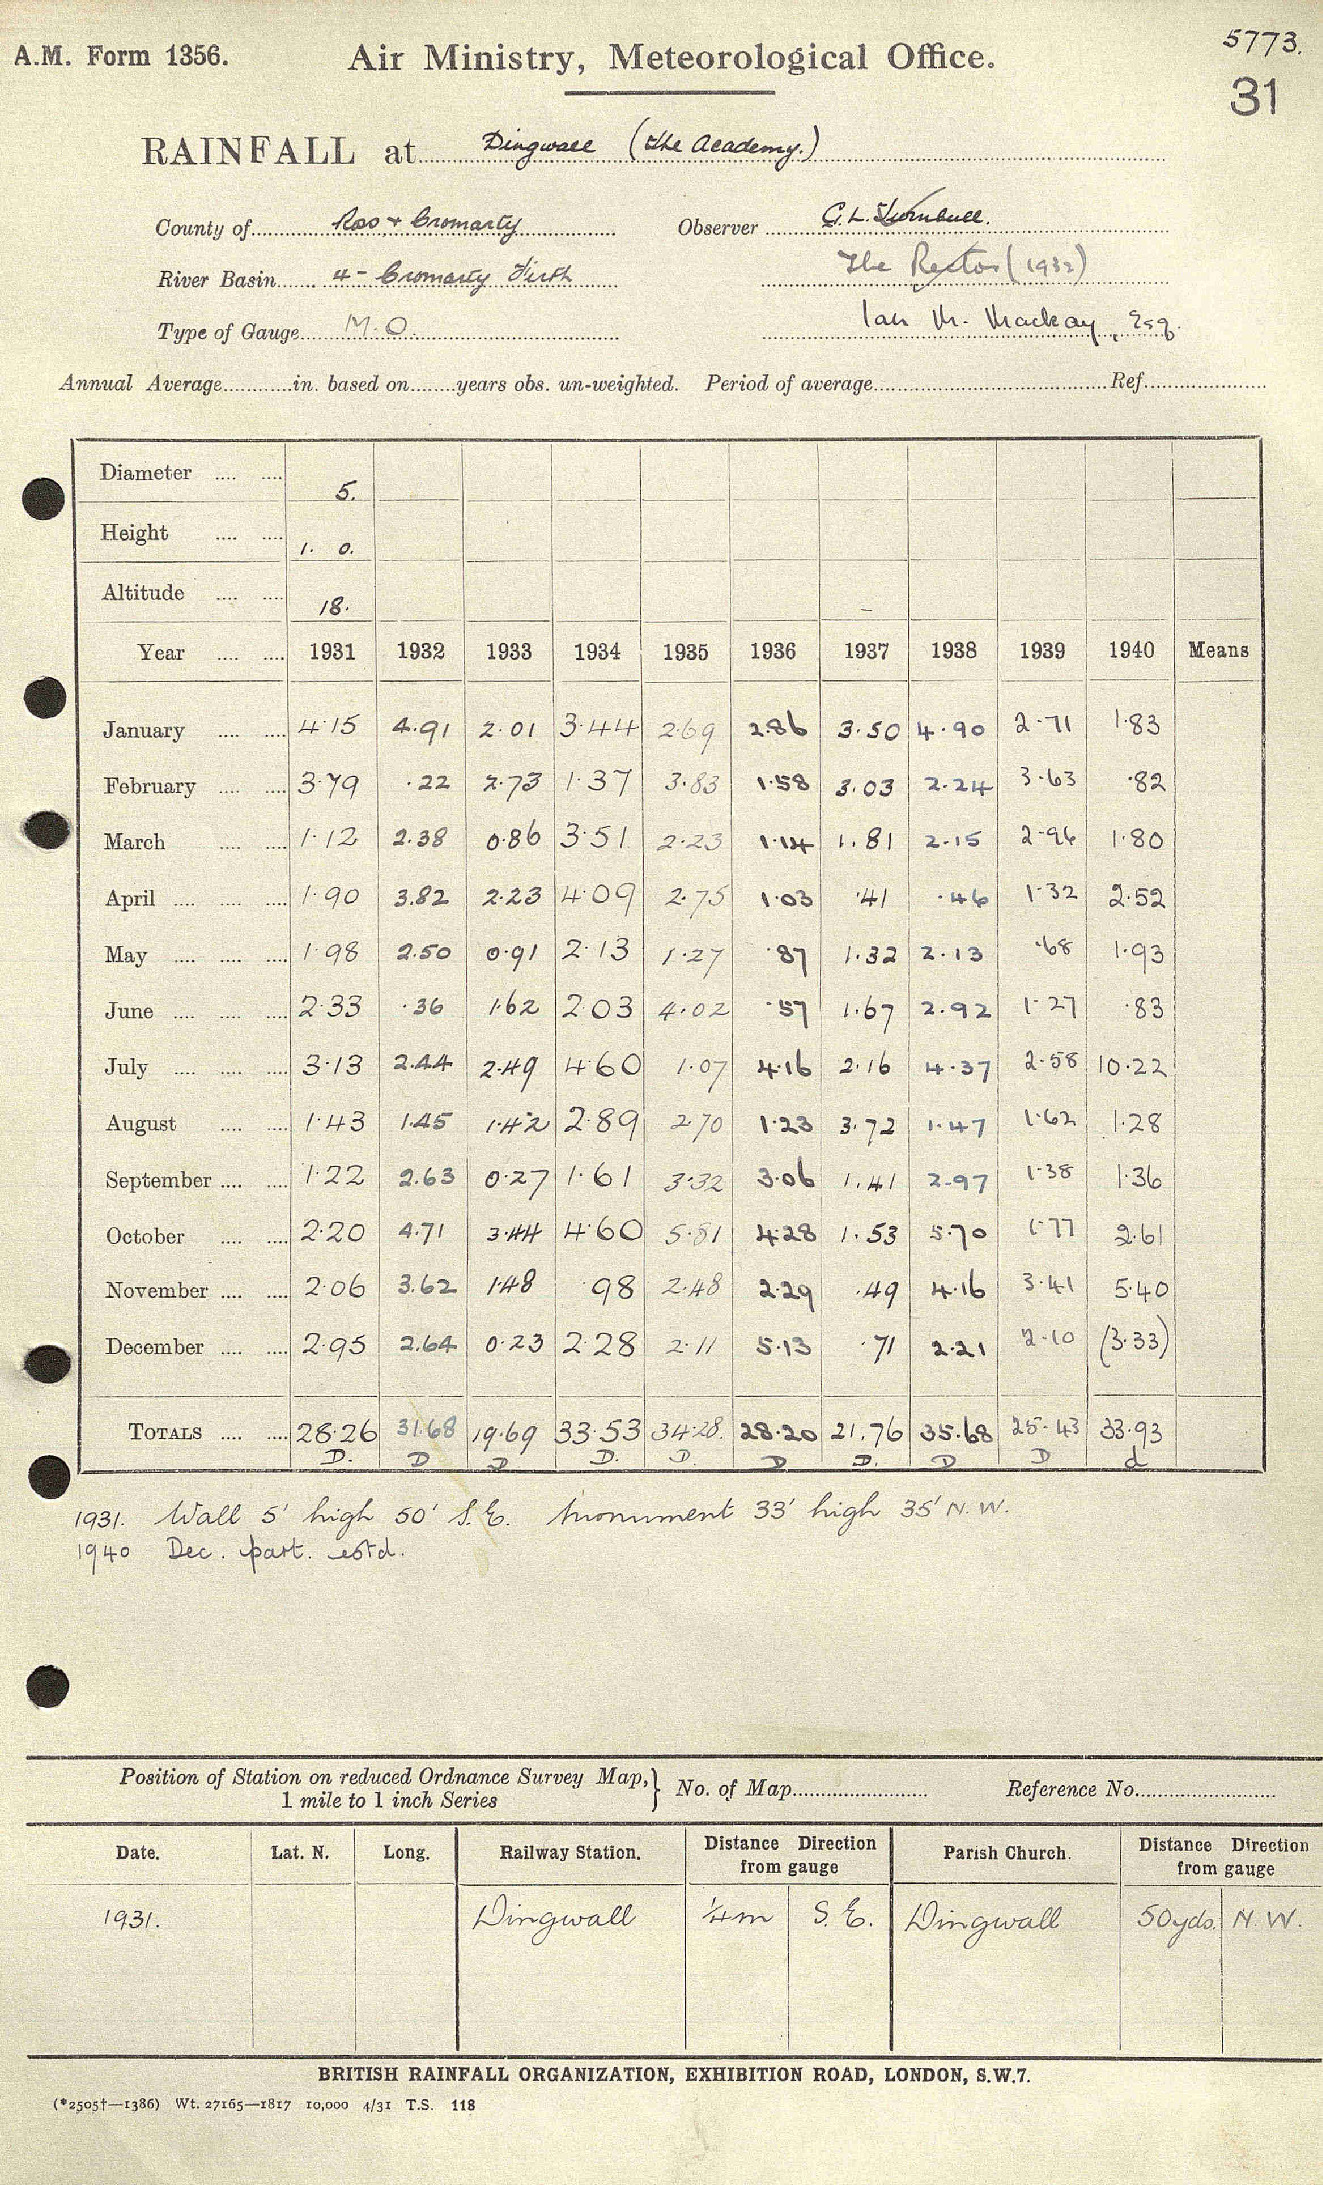 5773.
A.M. Form 1356. Air Ministry, Meteorological Office.
31
RAINFALL at Dingwall (The Academy.)
County of Ross + Cromarty Observer G. L. Turnbull.
River Basin 4 - Cromarty Firth The Rector (1932)
Type of Gauge M.O. Ian M. Mackay, Esq.
Annual Average in. based on years obs. un-weighted. Period of average Ref.
Diameter 5.
Height 1. 0.
Altitude 18. –
Year 1931 1932 1933 1934 1935 1936 1937 1938 1939 1940 Means
January 4·15 4.91 2.01 3·44 2·69 2.86 3.50 4.90 2·71 1·83
February 3·79 .22 2.73 1·37 3·83 1.58 3.03 2.24 3·63 ·82
March 1·12 2.38 0.86 3·51 2·23 1.14 1.81 2.15 2·96 1·80
April 1·90 3.82 2.23 4·09 2·75 1.03 ·41 .46 1·32 2·52
May 1·98 2.50 0.91 2·13 1·27 ·87 1.32 2.13 ·68 1·93
June 2·33 .36 1.62 2·03 4·02 ·57 1.67 2.92 1·27 ·83
July 3·13 2.44 2.49 4·60 1·07 4.16 2.16 4.37 2·58 10·22
August 1·43 1.45 1.42 2·89 2·70 1.23 3.72 1.47 1·62 1·28
September 1·22 2.63 0.27 1·61 3·32 3.06 1.41 2.97 1·38 1·36
October 2·20 4.71 3.44 4·60 5·81 4.28 1.53 5.70 1·77 2.61
November 2·06 3.62 1.48 ·98 2·48 2.29 .49 4.16 3·41 5·40
December 2·95 2.64 0.23 2·28 2·11 5.13 ·71 2.21 2·10 (3·33)
TOTALS 28·26 31.68 19.69 33·53 34·28. 28.20 21.76 35.68 25·43 33·93
D. D D D. D. D D. D D d
1931. Wall 5' high 50' S.E. Monument 33' high 35' N.W.
1940 Dec. part. estd.
Position of Station on reduced Ordnance Survey Map, } No. of Map Reference No.
1 mile to 1 inch Series
Date. Lat. N. Long. Railway Station. Distance Direction from gauge Parish Church. Distance Direction from gauge
1931. Dingwall ¼m S.E. Dingwall 50yds. N.W.
BRITISH RAINFALL ORGANIZATION, EXHIBITION ROAD, LONDON, S.W.7.
(*2505†—1386) Wt. 27165—1817 10,000 4/31 T.S. 118